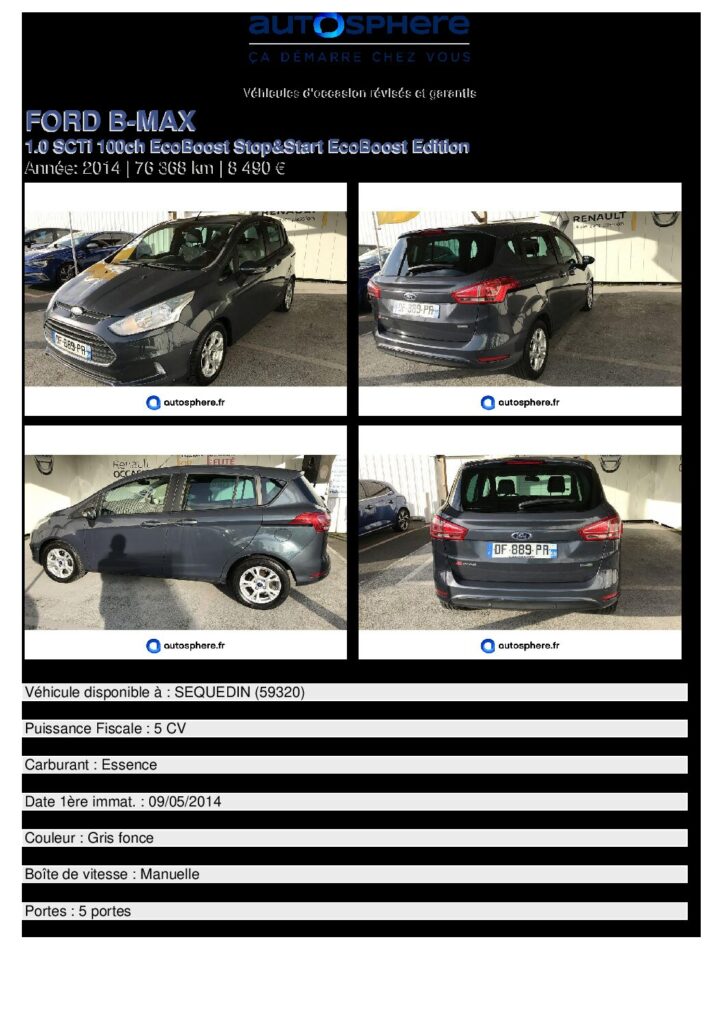 autosphere
ÇA DÉMARRE CHEZ VOUS
Véhicules d'occasion révisés et garantis
FORD B-MAX
1.0 SCTi 100ch EcoBoost Stop&Start EcoBoost Edition
Année: 2014 | 76 368 km | 8 490 €
RENAULT
DF 889 PR
autosphere.fr
autosphere.fr
Renault
OCCAS
DF 889 PR
autosphere.fr
autosphere.fr
Véhicule disponible à : SEQUEDIN (59320)
Puissance Fiscale : 5 CV
Carburant : Essence
Date 1ère immat. : 09/05/2014
Couleur : Gris fonce
Boîte de vitesse : Manuelle
Portes : 5 portes